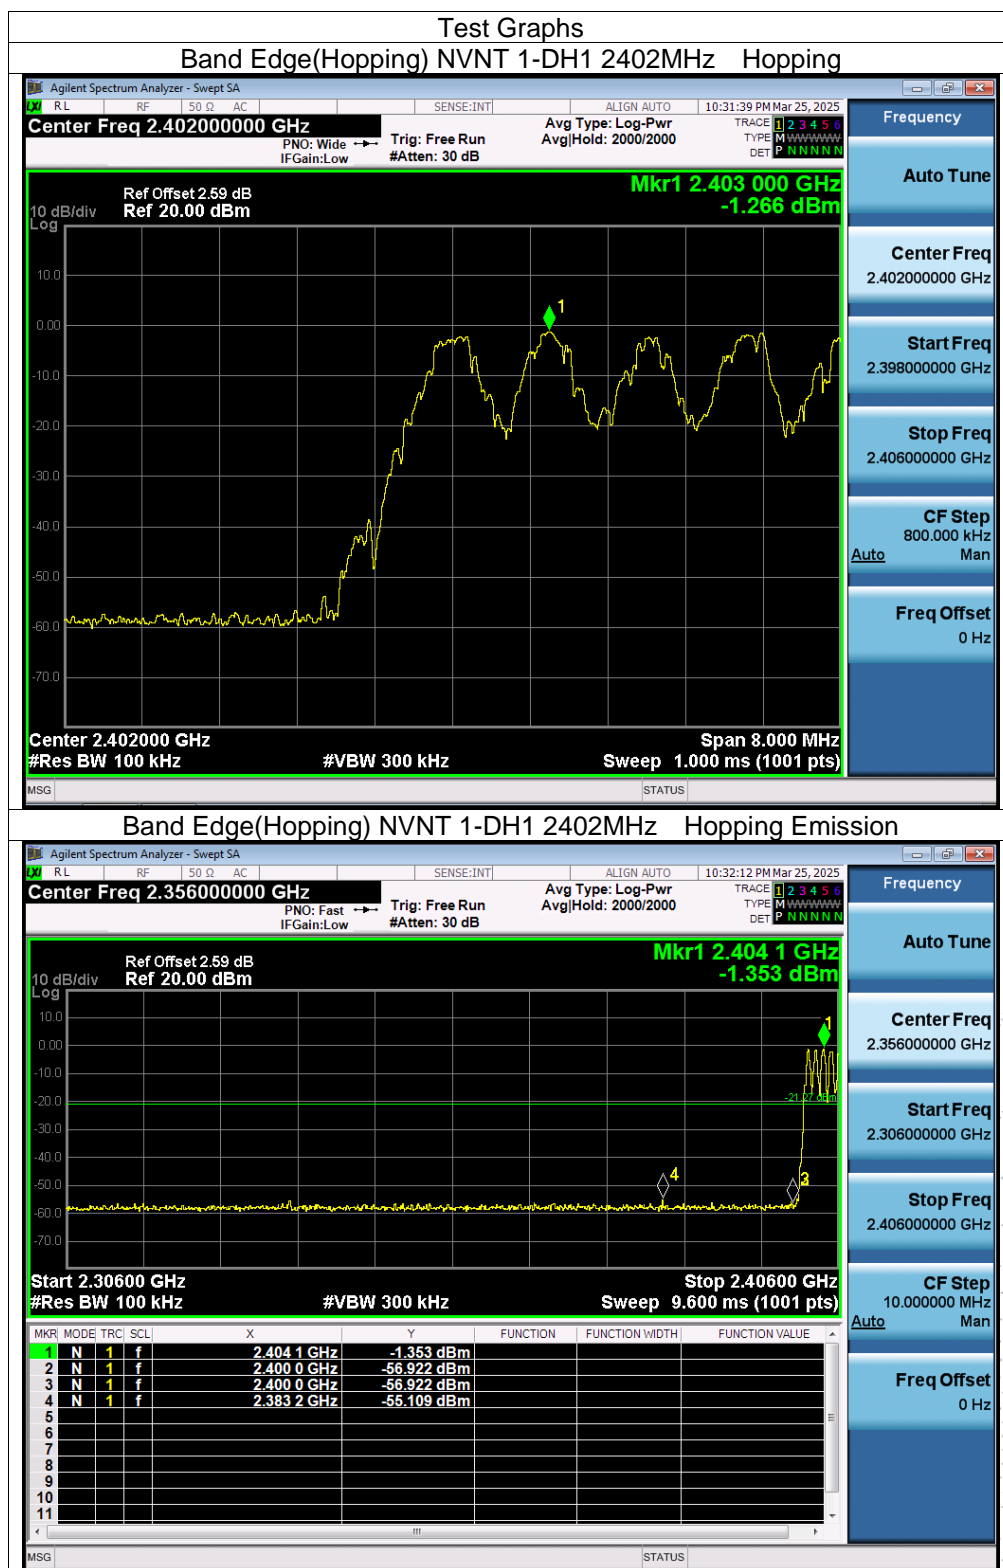 Test Graphs
Band Edge(Hopping) NVNT 1-DH1 2402MHz Hopping
Agilent Spectrum Analyzer - Swept SA
LXI RL RF 50 Ω AC SENSE:INT ALIGN AUTO 10:31:39 PM Mar 25, 2025
Center Freq 2.402000000 GHz
PNO: Wide
IFGain:Low
Trig: Free Run
#Atten: 30 dB
Avg Type: Log-Pwr
Avg|Hold: 2000/2000
TRACE 1 2 3 4 5 6
TYPE M WWWWW
DET P N N N N N
Ref Offset 2.59 dB
10 dB/div Ref 20.00 dBm
Log
Mkr1 2.403 000 GHz
-1.266 dBm
10.0
0.00
-10.0
-20.0
-30.0
-40.0
-50.0
-60.0
-70.0
1
Center 2.402000 GHz Span 8.000 MHz
#Res BW 100 kHz #VBW 300 kHz Sweep 1.000 ms (1001 pts)
MSG STATUS
Frequency
Auto Tune
Center Freq
2.402000000 GHz
Start Freq
2.398000000 GHz
Stop Freq
2.406000000 GHz
CF Step
800.000 kHz
Auto Man
Freq Offset
0 Hz
Band Edge(Hopping) NVNT 1-DH1 2402MHz Hopping Emission
Agilent Spectrum Analyzer - Swept SA
LXI RL RF 50 Ω AC SENSE:INT ALIGN AUTO 10:32:12 PM Mar 25, 2025
Center Freq 2.356000000 GHz
PNO: Fast
IFGain:Low
Trig: Free Run
#Atten: 30 dB
Avg Type: Log-Pwr
Avg|Hold: 2000/2000
TRACE 1 2 3 4 5 6
TYPE M WWWWW
DET P N N N N N
Ref Offset 2.59 dB
10 dB/div Ref 20.00 dBm
Log
Mkr1 2.404 1 GHz
-1.353 dBm
10.0
0.00
-10.0
-20.0
-30.0
-40.0
-50.0
-60.0
-70.0
1
-21.27 dBm
4
3
Start 2.30600 GHz Stop 2.40600 GHz
#Res BW 100 kHz #VBW 300 kHz Sweep 9.600 ms (1001 pts)
MKR MODE TRC SCL X Y FUNCTION FUNCTION WIDTH FUNCTION VALUE
1 N 1 f 2.404 1 GHz -1.353 dBm
2 N 1 f 2.400 0 GHz -56.922 dBm
3 N 1 f 2.400 0 GHz -56.922 dBm
4 N 1 f 2.383 2 GHz -55.109 dBm
5
6
7
8
9
10
11
MSG STATUS
Frequency
Auto Tune
Center Freq
2.356000000 GHz
Start Freq
2.306000000 GHz
Stop Freq
2.406000000 GHz
CF Step
10.000000 MHz
Auto Man
Freq Offset
0 Hz